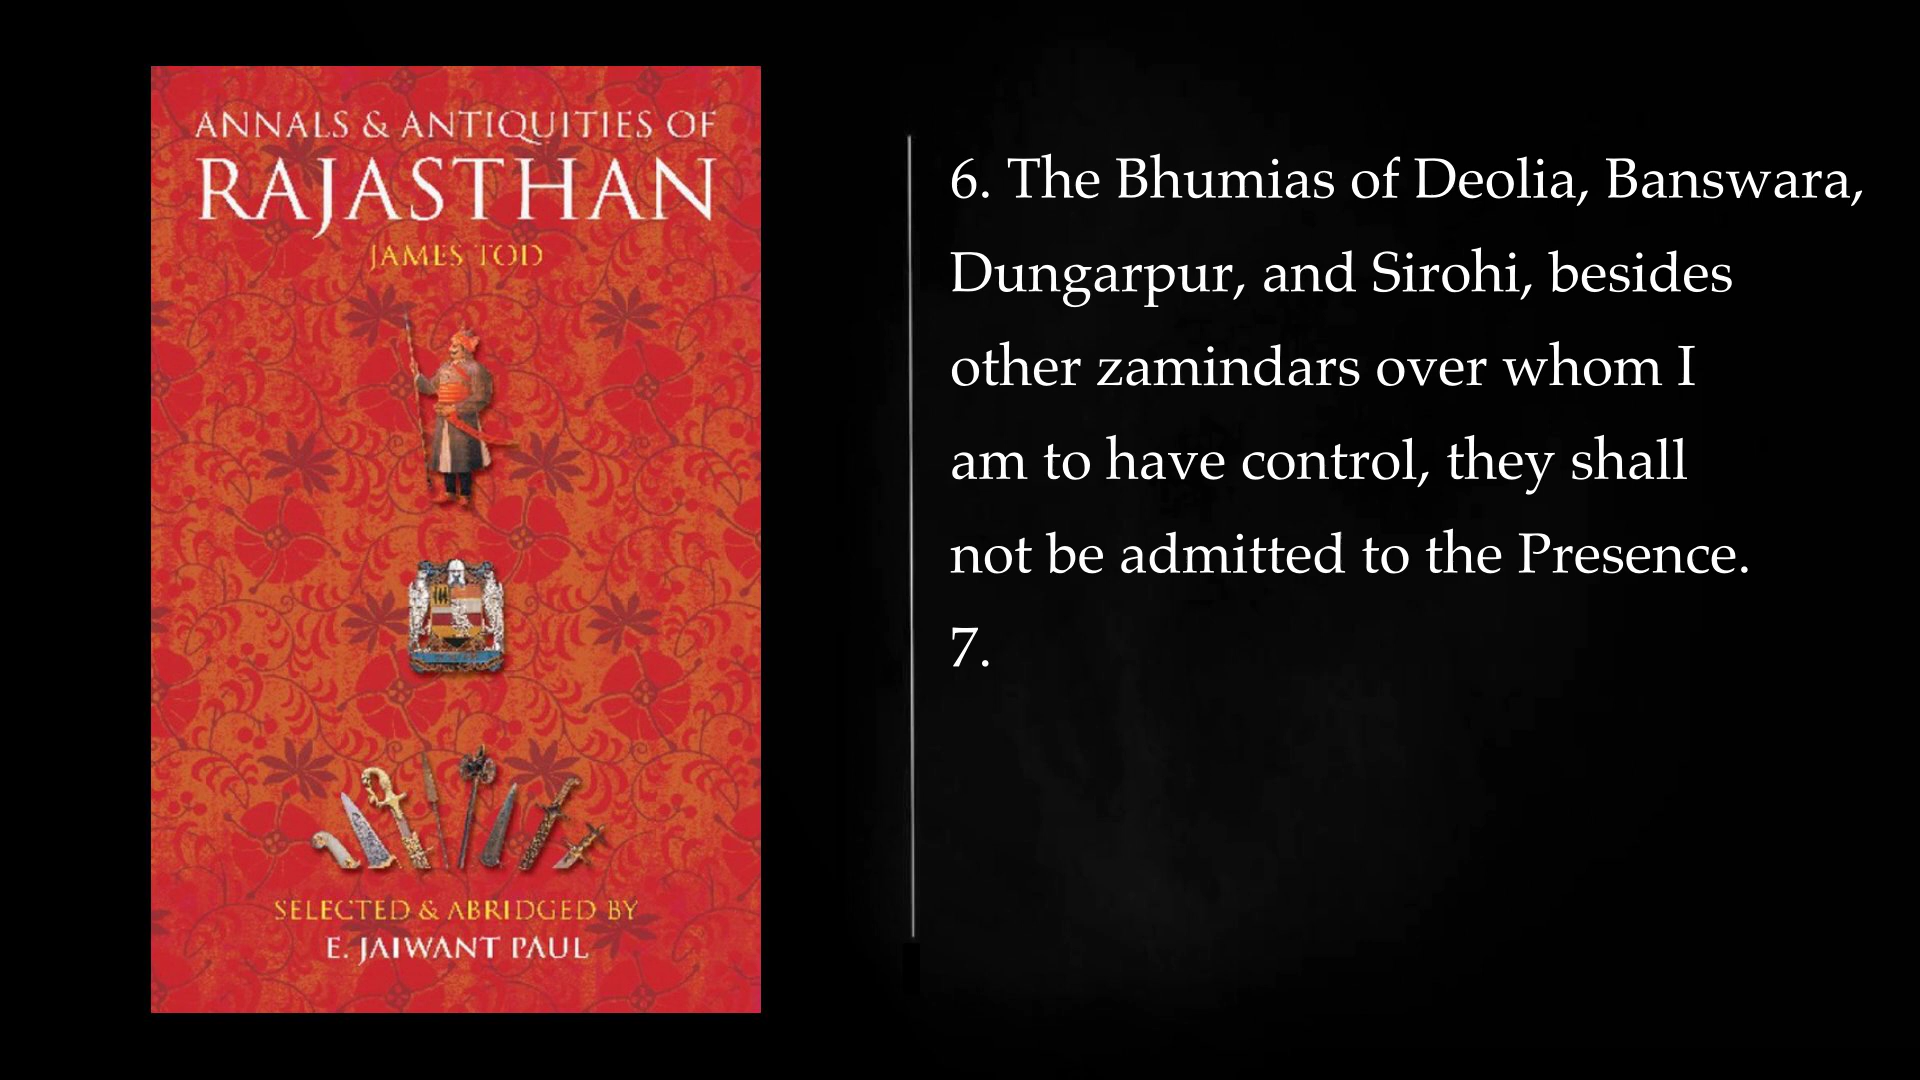 ANNALS & ANTIQUITIES OF
RAJASTHAN
JAMES TOD
SELECTED & ABRIDGED BY
E. JAIWANT PAUL
6. The Bhumias of Deolia, Banswara,
Dungarpur, and Sirohi, besides
other zamindars over whom I
am to have control, they shall
not be admitted to the Presence.
7.